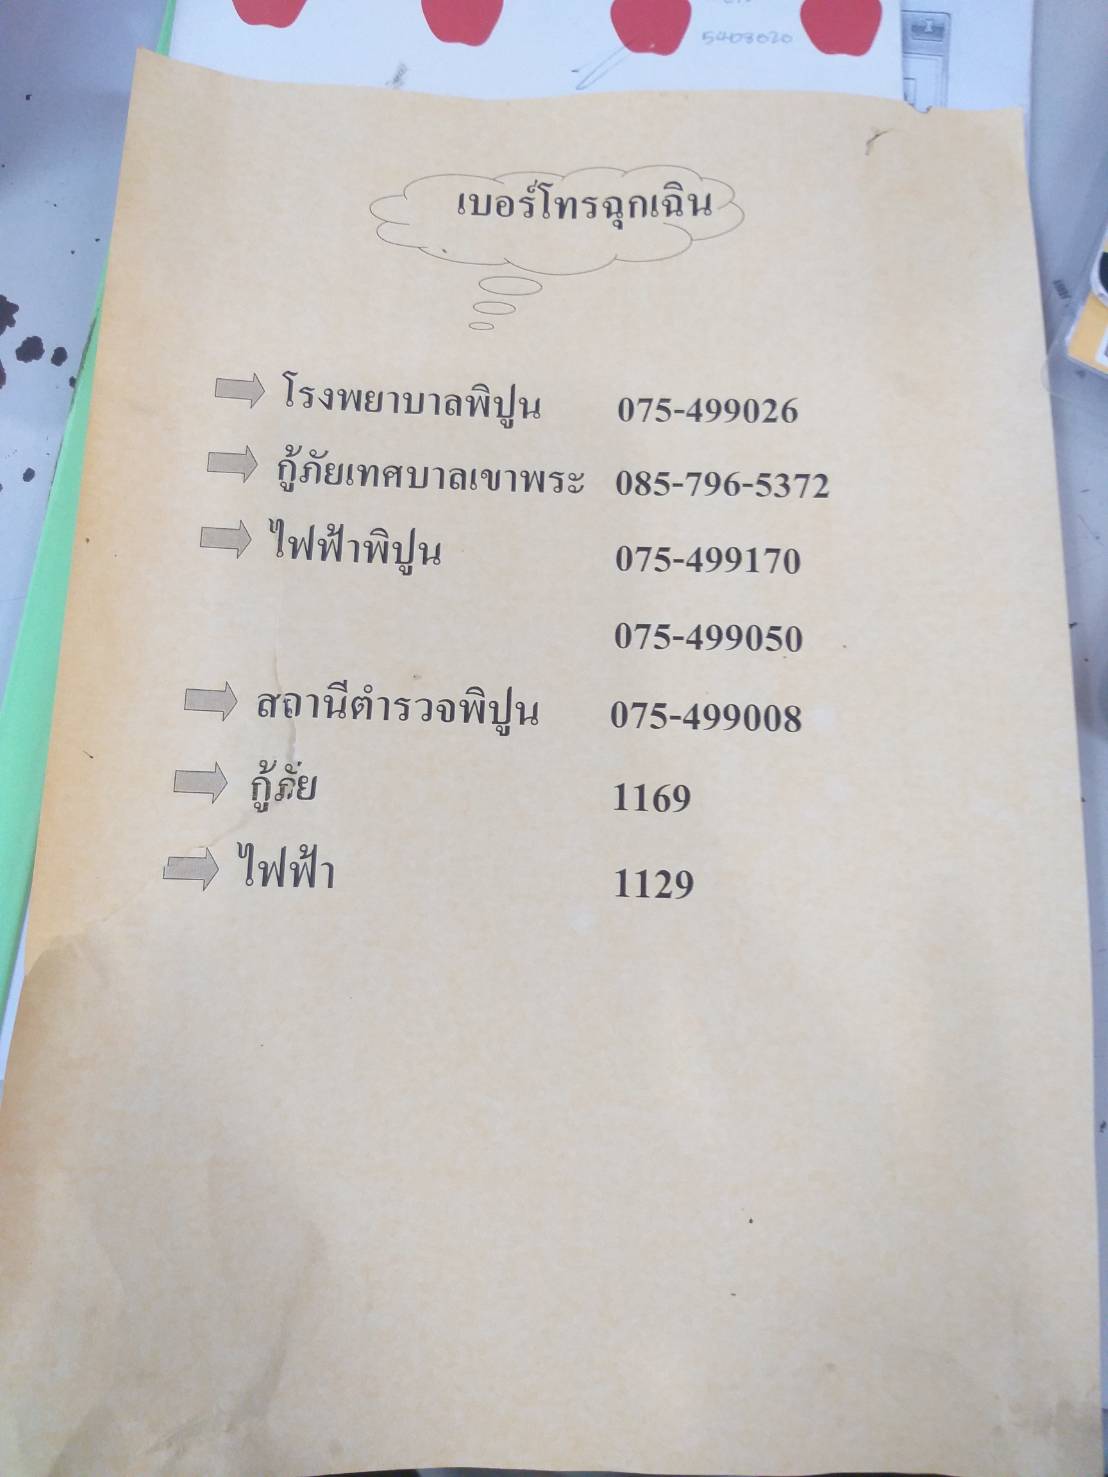 5408020
เบอร์โทรฉุกเฉิน
โรงพยาบาลพิปูน 075-499026
กู้ภัยเทศบาลเขาพระ 085-796-5372
ไฟฟ้าพิปูน 075-499170
075-499050
สถานีตำรวจพิปูน 075-499008
กู้ภัย 1169
ไฟฟ้า 1129